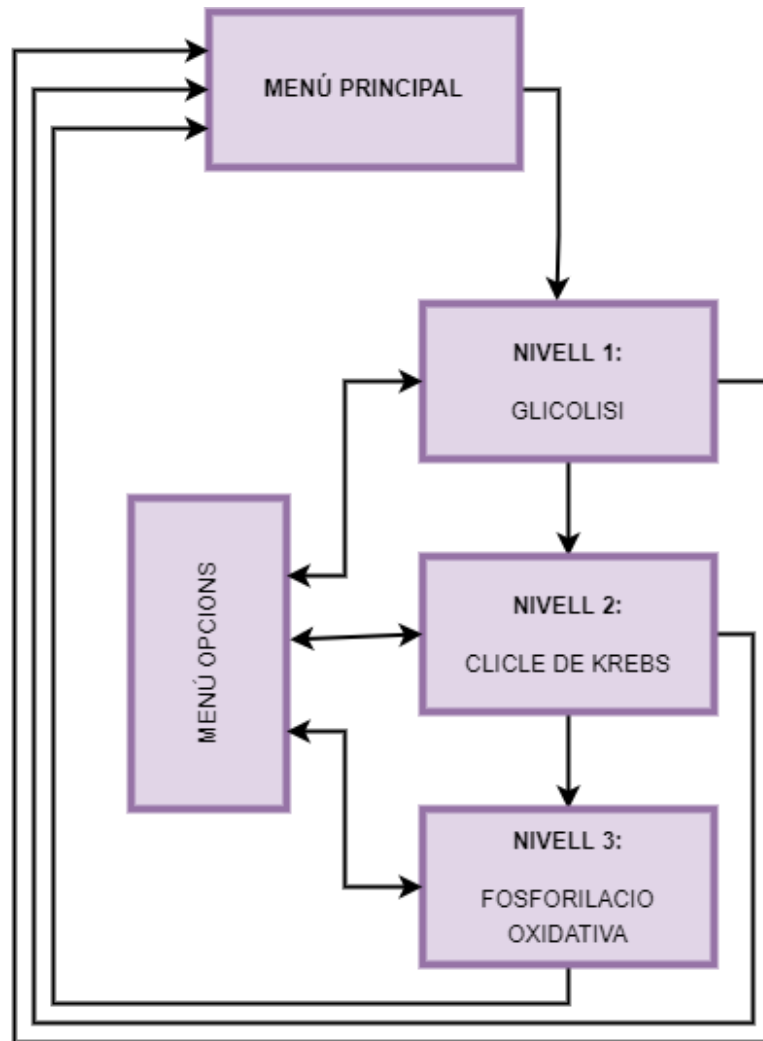 MENÚ PRINCIPAL
NIVELL 1:
GLICOLISI
MENÚ OPCIONS
NIVELL 2:
CLICLE DE KREBS
NIVELL 3:
FOSFORILACIO
OXIDATIVA